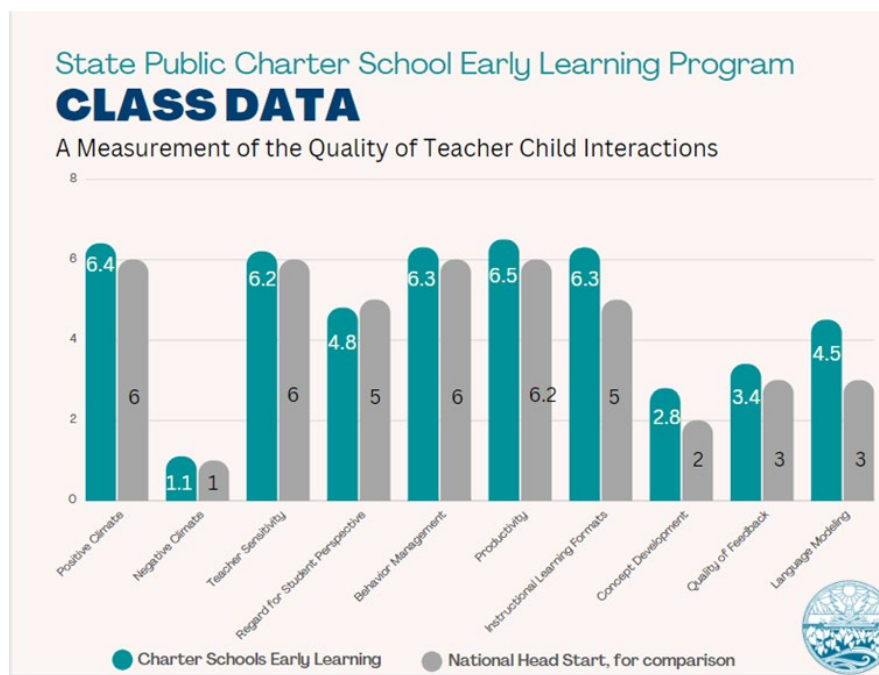 State Public Charter School Early Learning Program
CLASS DATA
A Measurement of the Quality of Teacher Child Interactions
8
6
4
2
0
6.4
6
1.1
1
6.2
6
4.8
5
6.3
6
6.5
6.2
6.3
5
2.8
2
3.4
3
4.5
3
Positive Climate
Negative Climate
Teacher Sensitivity
Regard for Student Perspective
Behavior Management
Productivity
Instructional Learning Formats
Concept Development
Quality of Feedback
Language Modeling
Charter Schools Early Learning
National Head Start, for comparison